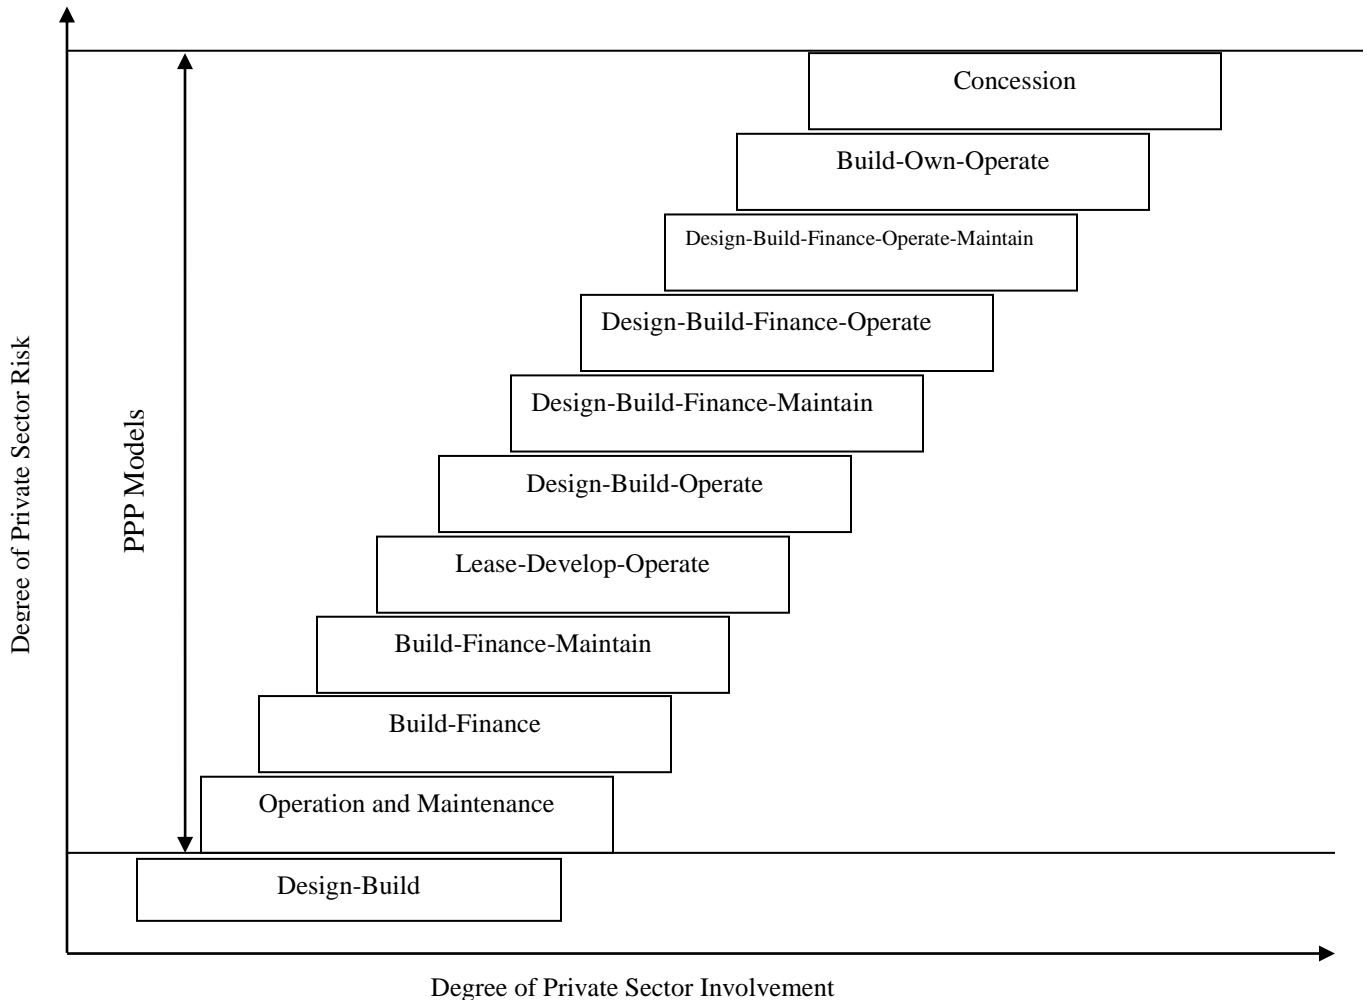 Concession
Build-Own-Operate
Design-Build-Finance-Operate-Maintain
Design-Build-Finance-Operate
Design-Build-Finance-Maintain
Design-Build-Operate
Lease-Develop-Operate
Build-Finance-Maintain
Build-Finance
Operation and Maintenance
Design-Build
PPP Models
Degree of Private Sector Risk
Degree of Private Sector Involvement